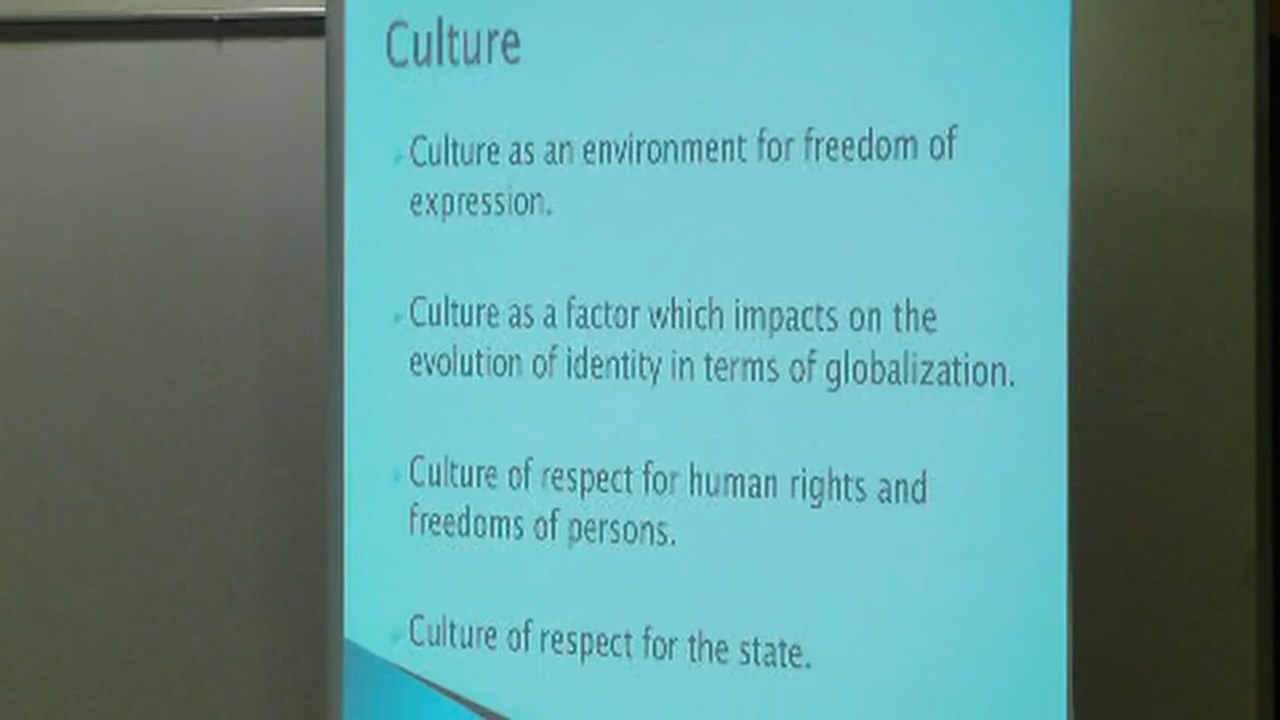 Culture
Culture as an environment for freedom of
expression.
Culture as a factor which impacts on the
evolution of identity in terms of globalization.
Culture of respect for human rights and
freedoms of persons.
Culture of respect for the state.